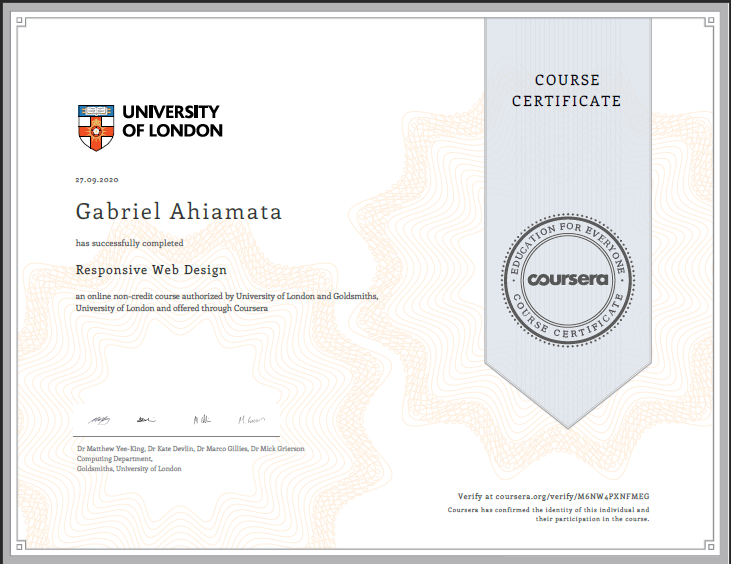 COURSE
CERTIFICATE
UNIVERSITY
OF LONDON
27.09.2020
Gabriel Ahiamata
has successfully completed
Responsive Web Design
an online non-credit course authorized by University of London and Goldsmiths,
University of London and offered through Coursera
EDUCATION FOR EVERYONE
coursera
COURSE CERTIFICATE
Dr Matthew Yee-King, Dr Kate Devlin, Dr Marco Gillies, Dr Mick Grierson
Computing Department,
Goldsmiths, University of London
Verify at coursera.org/verify/M6NW4PXNFMEG
Coursera has confirmed the identity of this individual and
their participation in the course.